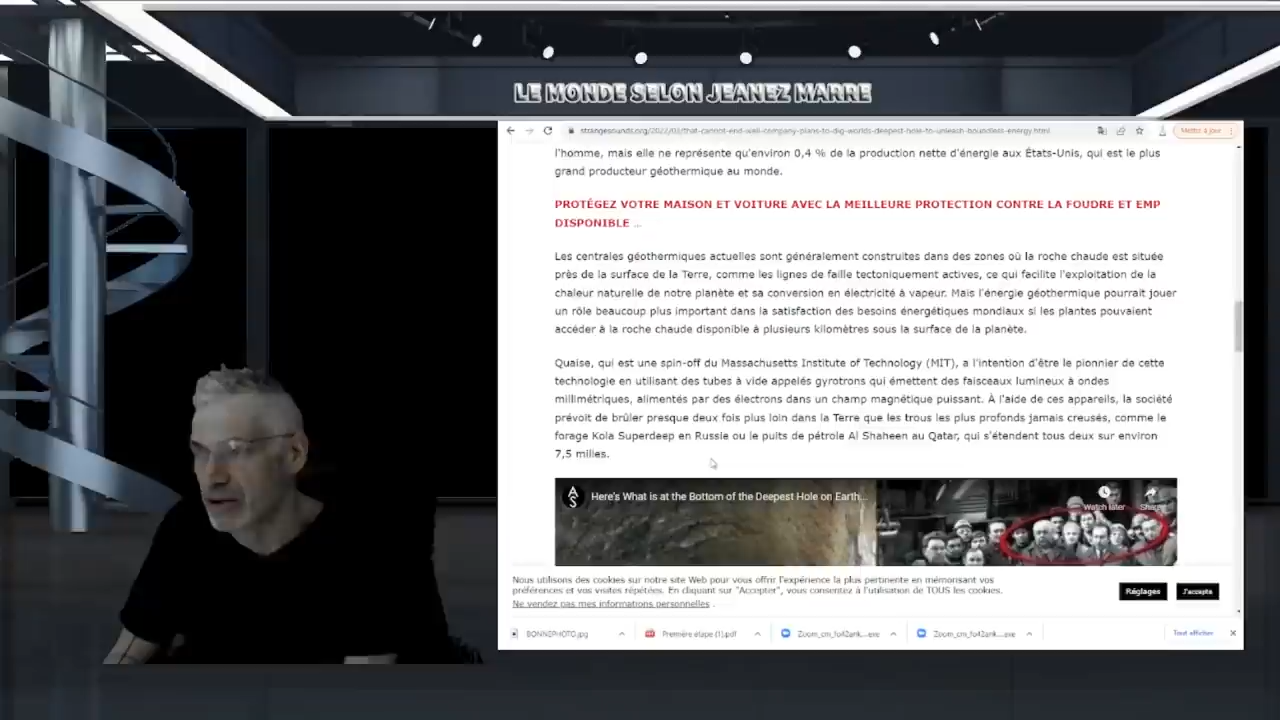 LE MONDE SELON JEANEZ MARRE
strangesounds.org/2022/03/that-cannot-end-well-company-plans-to-dig-worlds-deepest-hole-to-unleash-boundless-energy.html
Mettre à jour
l'homme, mais elle ne représente qu'environ 0,4 % de la production nette d'énergie aux États-Unis, qui est le plus
grand producteur géothermique au monde.
PROTÉGEZ VOTRE MAISON ET VOITURE AVEC LA MEILLEURE PROTECTION CONTRE LA FOUDRE ET EMP
DISPONIBLE ...
Les centrales géothermiques actuelles sont généralement construites dans des zones où la roche chaude est située
près de la surface de la Terre, comme les lignes de faille tectoniquement actives, ce qui facilite l'exploitation de la
chaleur naturelle de notre planète et sa conversion en électricité à vapeur. Mais l'énergie géothermique pourrait jouer
un rôle beaucoup plus important dans la satisfaction des besoins énergétiques mondiaux si les plantes pouvaient
accéder à la roche chaude disponible à plusieurs kilomètres sous la surface de la planète.
Quaise, qui est une spin-off du Massachusetts Institute of Technology (MIT), a l'intention d'être le pionnier de cette
technologie en utilisant des tubes à vide appelés gyrotrons qui émettent des faisceaux lumineux à ondes
millimétriques, alimentés par des électrons dans un champ magnétique puissant. À l'aide de ces appareils, la société
prévoit de brûler presque deux fois plus loin dans la Terre que les trous les plus profonds jamais creusés, comme le
forage Kola Superdeep en Russie ou le puits de pétrole Al Shaheen au Qatar, qui s'étendent tous deux sur environ
7,5 milles.
AS Here's What is at the Bottom of the Deepest Hole on Earth...
Watch later Share
Nous utilisons des cookies sur notre site Web pour vous offrir l'expérience la plus pertinente en mémorisant vos
préférences et vos visites répétées. En cliquant sur "Accepter", vous consentez à l'utilisation de TOUS les cookies.
Ne vendez pas mes informations personnelles .
Réglages J'accepte
BONNEPHOTO.jpg Première étape (1).pdf Zoom_cm_fo42ank....exe Zoom_cm_fo42ank....exe Tout afficher